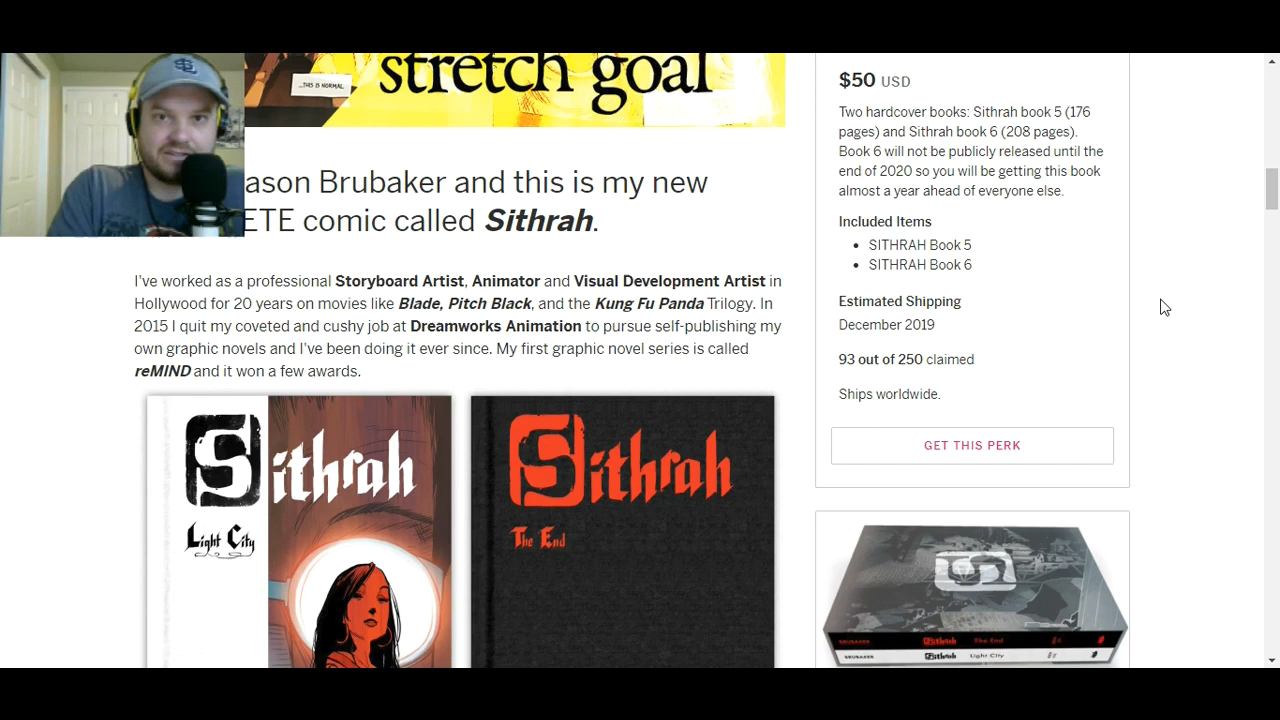 ...THIS IS NORMAL.
stretch goal
ason Brubaker and this is my new
ETE comic called Sithrah.
I've worked as a professional Storyboard Artist, Animator and Visual Development Artist in
Hollywood for 20 years on movies like Blade, Pitch Black, and the Kung Fu Panda Trilogy. In
2015 I quit my coveted and cushy job at Dreamworks Animation to pursue self-publishing my
own graphic novels and I've been doing it ever since. My first graphic novel series is called
reMIND and it won a few awards.
Sithrah
Light City
Sithrah
The End
$50 USD
Two hardcover books: Sithrah book 5 (176
pages) and Sithrah book 6 (208 pages).
Book 6 will not be publicly released until the
end of 2020 so you will be getting this book
almost a year ahead of everyone else.
Included Items
SITHRAH Book 5
SITHRAH Book 6
Estimated Shipping
December 2019
93 out of 250 claimed
Ships worldwide.
GET THIS PERK
BRUBAKER Sithrah The End
BRUBAKER Sithrah Light City